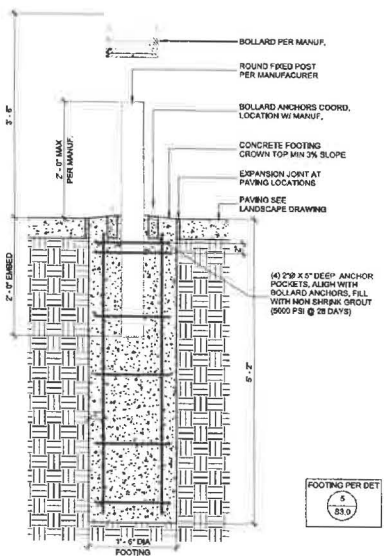 BOLLARD PER MANUF.
ROUND FIXED POST
PER MANUFACURER
BOLLARD ANCHORS COORD.
LOCATION W/ MANUF.
CONCRETE FOOTING
CROWN TOP MIN 3% SLOPE
EXPANSION JOINT AT
PAVING LOCATIONS
PAVING SEE
LANDSCAPE DRAWING
(4) 2"Ø X 5" DEEP ANCHOR
POCKETS, ALIGH WITH
BOLLARD ANCHORS, FILL
WITH NON SHRINK GROUT
(5000 PSI @ 28 DAYS)
2'- 0" MAX
PER MANUF.
2'- 0" EMBED
5'- 2"
1'- 6" DIA
FOOTING
FOOTING PER DET
5
S3.0